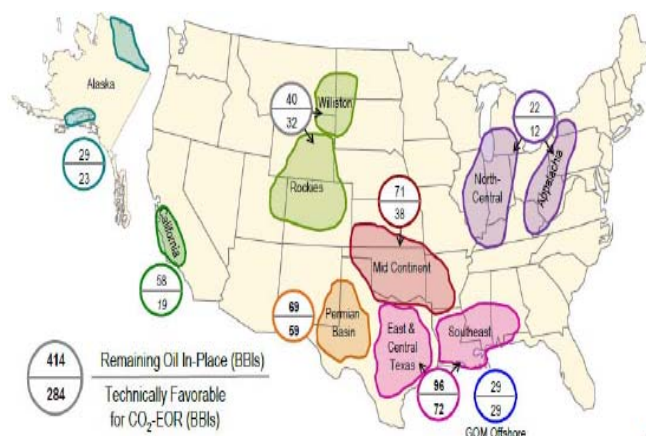 Alaska
29
23
40
32
Williston
Rockies
22
12
North-
Central
Appalachia
71
38
Mid Continent
California
58
19
69
59
Permian
Basin
East &
Central
Texas
Southeast
96
72
29
29
GOM Offshore
414
Remaining Oil In-Place (BBls)
284
Technically Favorable
for CO₂-EOR (BBls)